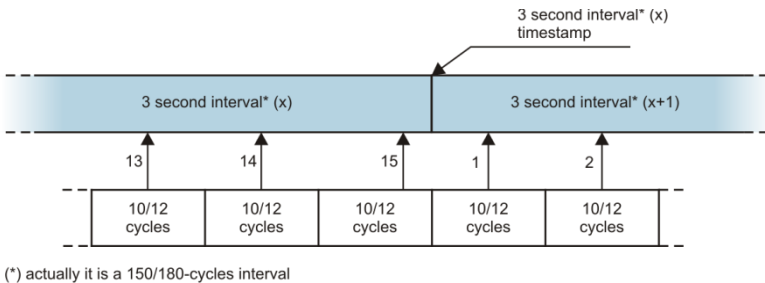 3 second interval* (x)
timestamp
3 second interval* (x)
3 second interval* (x+1)
13
14
15
1
2
10/12
cycles
10/12
cycles
10/12
cycles
10/12
cycles
10/12
cycles
(*) actually it is a 150/180-cycles interval